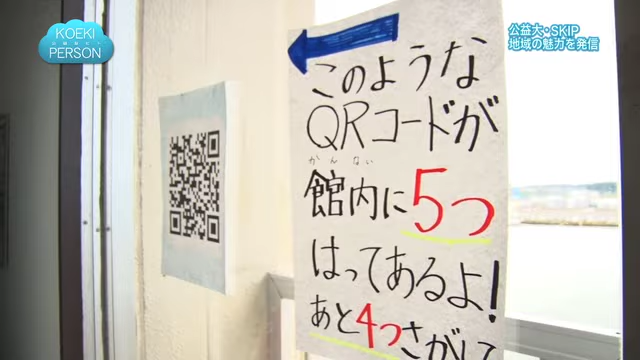 KOEKI
PERSON
公益大・SKIP
地域の魅力を発信
このような
QRコードが
かんない
館内に5つ
はってあるよ!
あと4つさがして